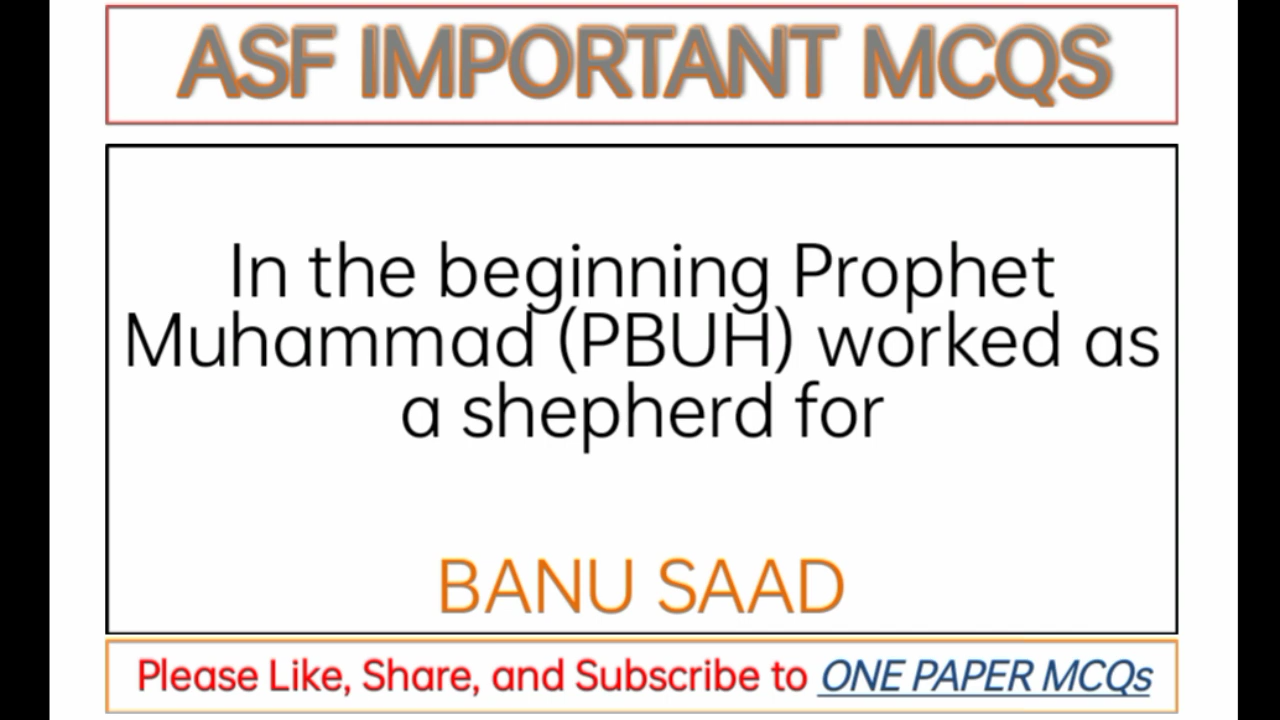 ASF IMPORTANT MCQS
In the beginning Prophet
Muhammad (PBUH) worked as
a shepherd for
BANU SAAD
Please Like, Share, and Subscribe to ONE PAPER MCQs